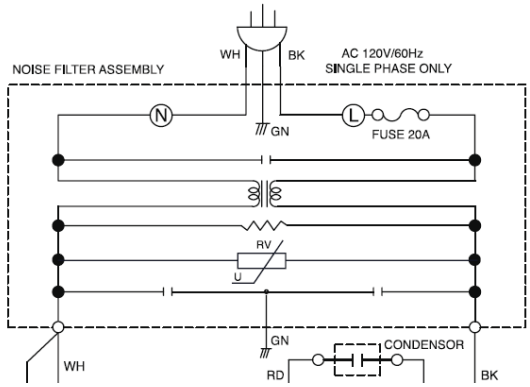 WH
BK
AC 120V/60Hz
SINGLE PHASE ONLY
NOISE FILTER ASSEMBLY
N
L
GN
FUSE 20A
RV
U
GN
CONDENSOR
WH
RD
BK